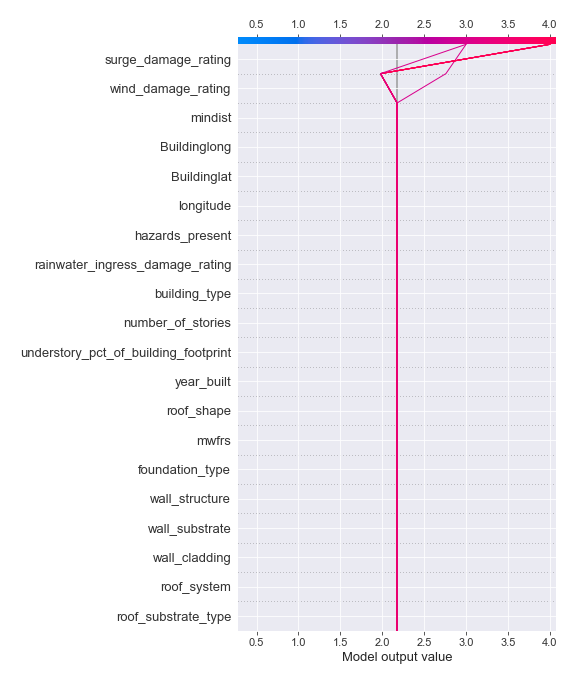 0.5 1.0 1.5 2.0 2.5 3.0 3.5 4.0
surge_damage_rating
wind_damage_rating
mindist
Buildinglong
Buildinglat
longitude
hazards_present
rainwater_ingress_damage_rating
building_type
number_of_stories
understory_pct_of_building_footprint
year_built
roof_shape
mwfrs
foundation_type
wall_structure
wall_substrate
wall_cladding
roof_system
roof_substrate_type
0.5 1.0 1.5 2.0 2.5 3.0 3.5 4.0
Model output value